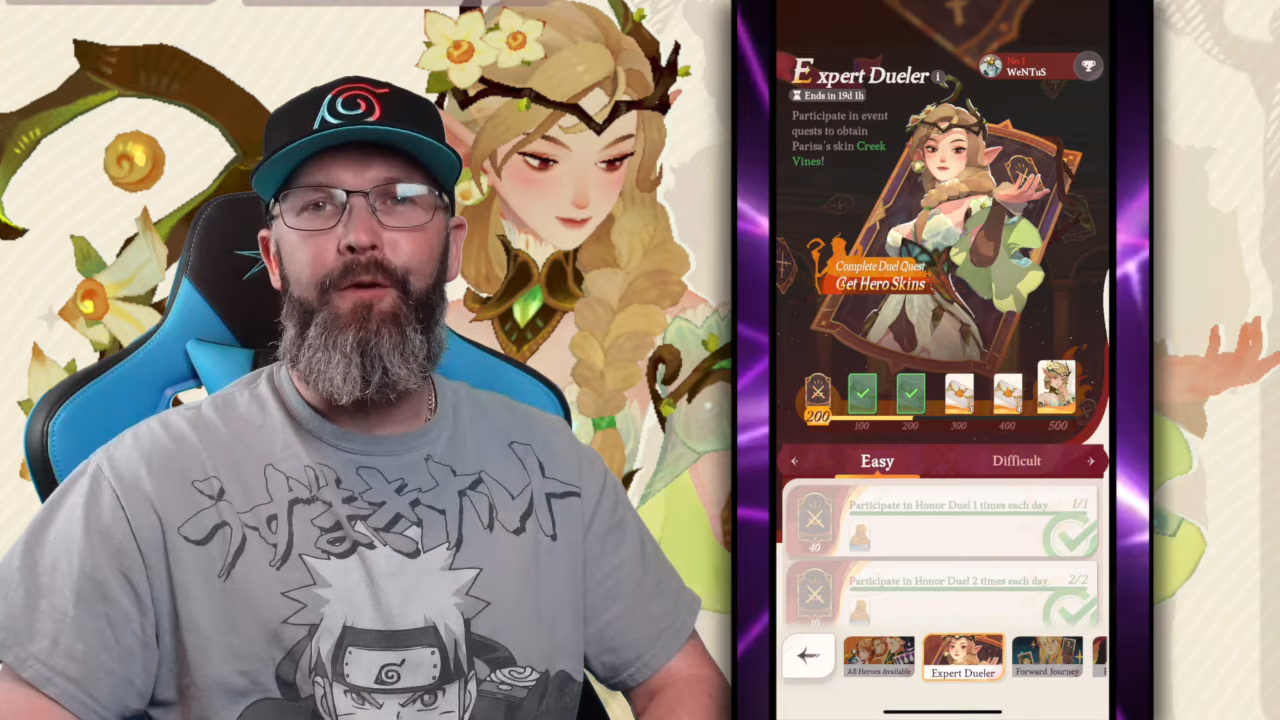 うずまきナルト
Expert Dueler
i
No.1
WeNTuS
Ends in 19d 1h
Participate in event
quests to obtain
Parisa's skin Creek
Vines!
Complete Duel Quest
Get Hero Skins
200
100
200
300
400
500
Easy
Difficult
Participate in Honor Duel 1 times each day.
1/1
40
Participate in Honor Duel 2 times each day.
2/2
All Heroes Available
Expert Dueler
Forward Journey